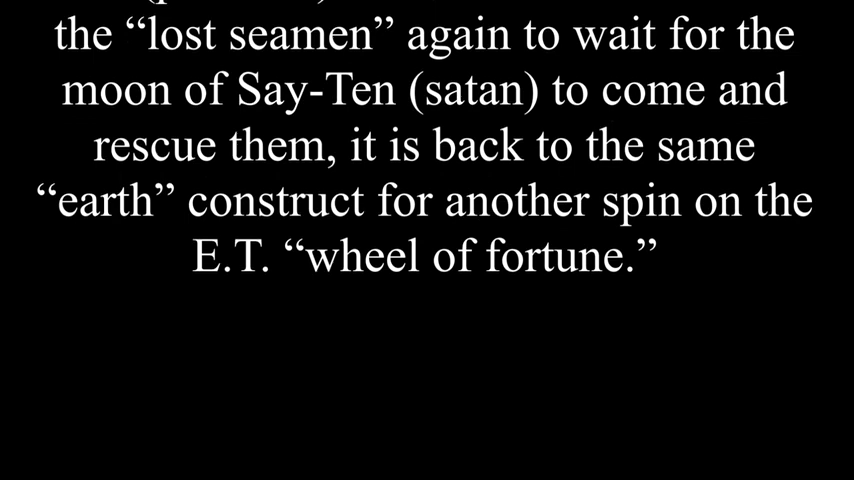 the “lost seamen” again to wait for the
moon of Say-Ten (satan) to come and
rescue them, it is back to the same
“earth” construct for another spin on the
E.T. “wheel of fortune.”